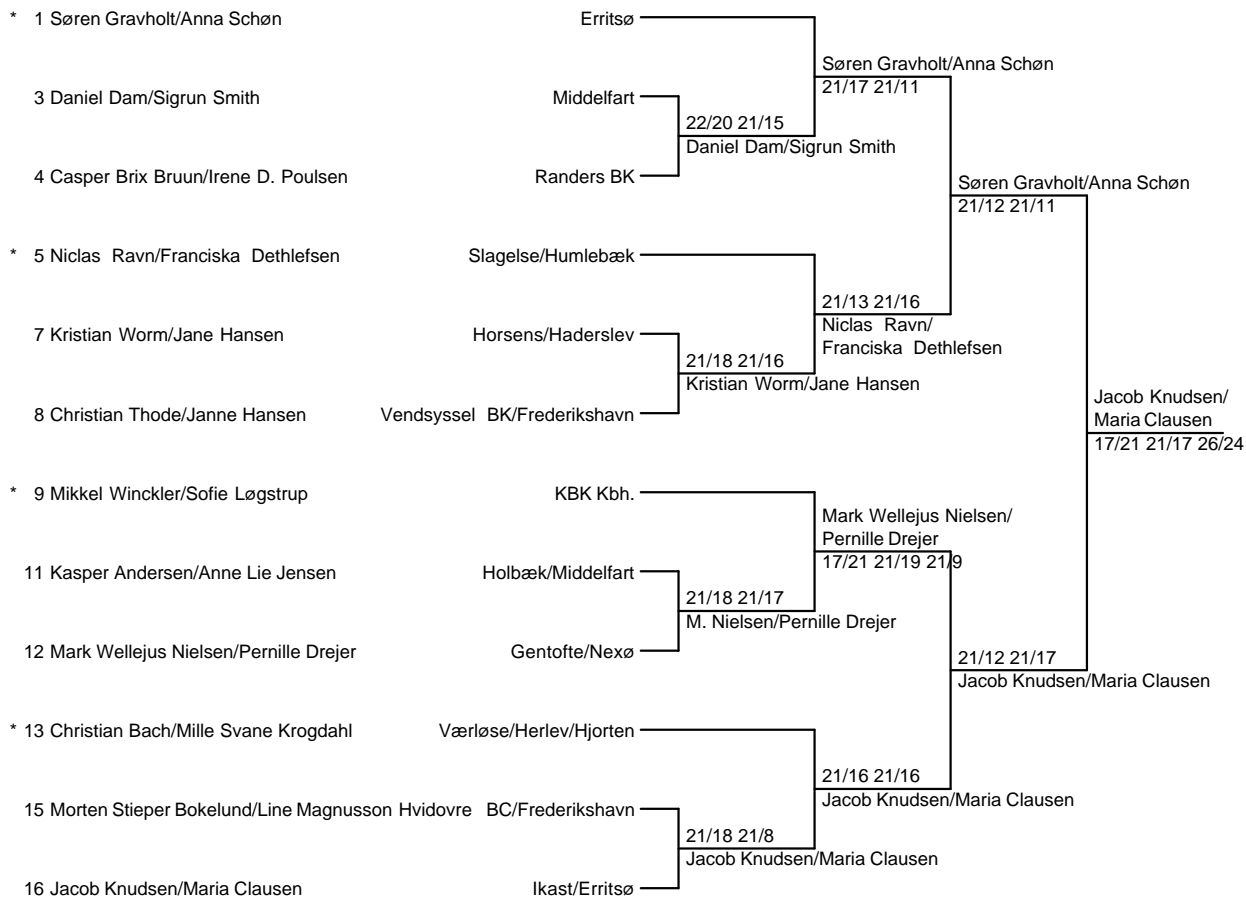 * 1 Søren Gravholt/Anna Schøn Erritsø
Søren Gravholt/Anna Schøn
21/17 21/11
3 Daniel Dam/Sigrun Smith Middelfart
22/20 21/15
Daniel Dam/Sigrun Smith
4 Casper Brix Bruun/Irene D. Poulsen Randers BK
Søren Gravholt/Anna Schøn
21/12 21/11
* 5 Niclas Ravn/Franciska Dethlefsen Slagelse/Humlebæk
21/13 21/16
Niclas Ravn/
Franciska Dethlefsen
7 Kristian Worm/Jane Hansen Horsens/Haderslev
21/18 21/16
Kristian Worm/Jane Hansen
8 Christian Thode/Janne Hansen Vendsyssel BK/Frederikshavn
Jacob Knudsen/
Maria Clausen
17/21 21/17 26/24
* 9 Mikkel Winckler/Sofie Løgstrup KBK Kbh.
Mark Wellejus Nielsen/
Pernille Drejer
17/21 21/19 21/9
11 Kasper Andersen/Anne Lie Jensen Holbæk/Middelfart
21/18 21/17
M. Nielsen/Pernille Drejer
12 Mark Wellejus Nielsen/Pernille Drejer Gentofte/Nexø
21/12 21/17
Jacob Knudsen/Maria Clausen
* 13 Christian Bach/Mille Svane Krogdahl Værløse/Herlev/Hjorten
21/16 21/16
Jacob Knudsen/Maria Clausen
15 Morten Stieper Bokelund/Line Magnusson Hvidovre BC/Frederikshavn
21/18 21/8
Jacob Knudsen/Maria Clausen
16 Jacob Knudsen/Maria Clausen Ikast/Erritsø